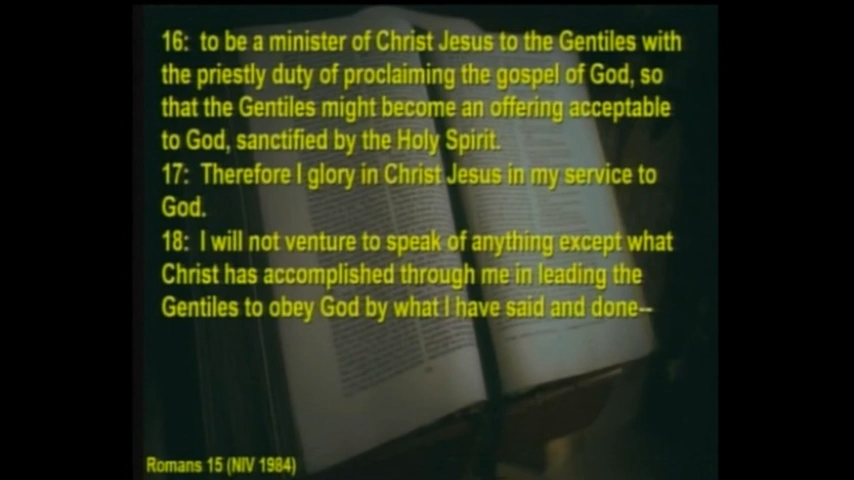 16:  to be a minister of Christ Jesus to the Gentiles with
the priestly duty of proclaiming the gospel of God, so
that the Gentiles might become an offering acceptable
to God, sanctified by the Holy Spirit.
17:  Therefore I glory in Christ Jesus in my service to
God.
18:  I will not venture to speak of anything except what
Christ has accomplished through me in leading the
Gentiles to obey God by what I have said and done--
Romans 15 (NIV 1984)